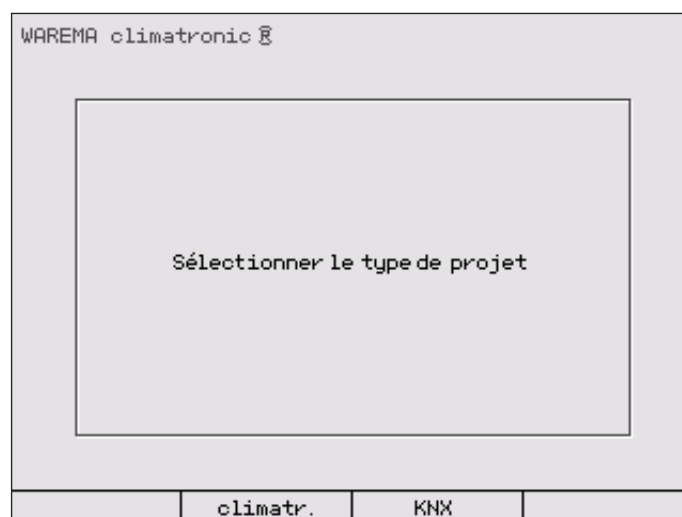 WAREMA climatronic ®
Sélectionner le type de projet
climatr. KNX